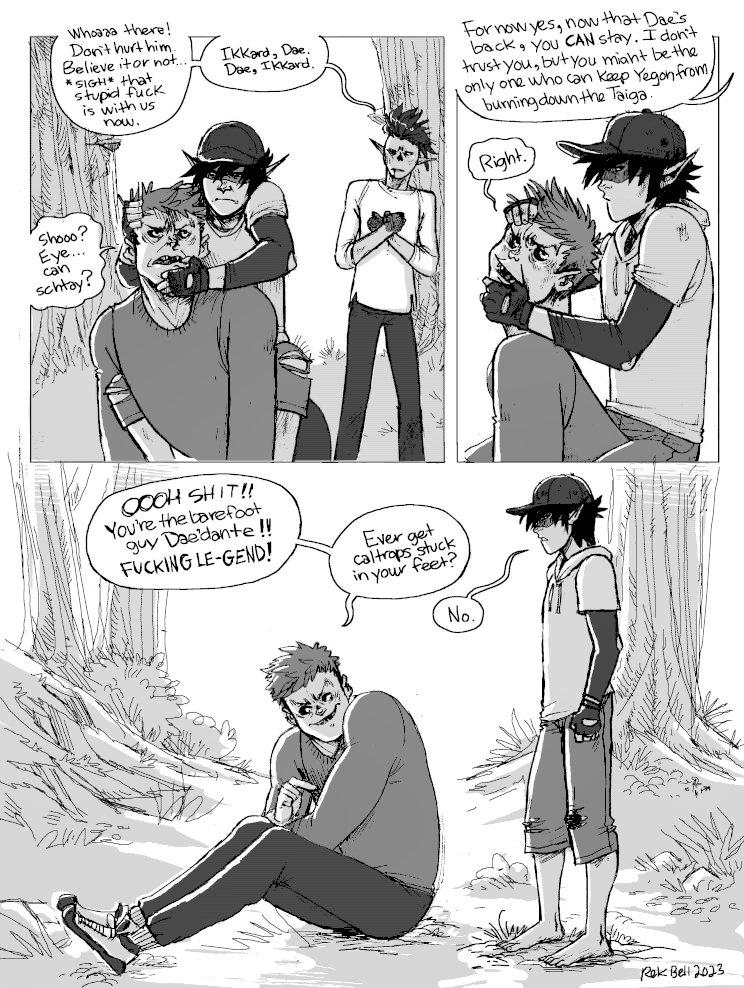 Whoaaa there!
Don't hurt him.
Believe it or not...
*SIGH* that
stupid fuck
is with us
now.
Ikkard, Dae.
Dae, Ikkard.
Shooo?
Eye...
can
schtay?
For now yes, now that Dae's
back, you CAN stay. I don't
trust you, but you might be the
only one who can keep Yegon from
burning down the Taiga.
Right.
OOOH SHIT!!
You're the barefoot
guy Dae'dante!!
FUCKING LE-GEND!
Ever get
caltrops stuck
in your feet?
No.
Rek Bell 2023